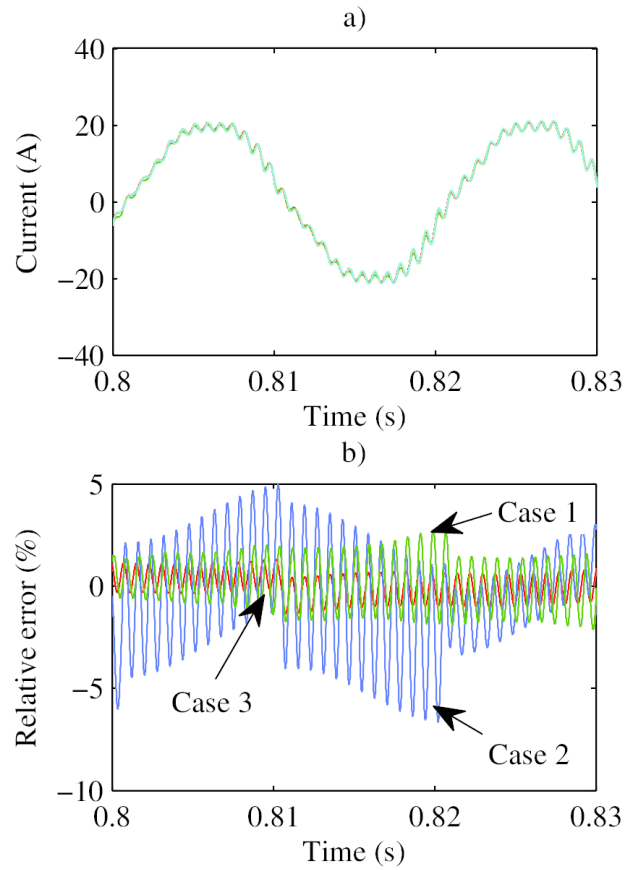 a)
40
20
0
−20
−40
Current (A)
0.8 0.81 0.82 0.83
Time (s)
b)
5
0
−5
−10
Relative error (%)
Case 1
Case 3
Case 2
0.8 0.81 0.82 0.83
Time (s)